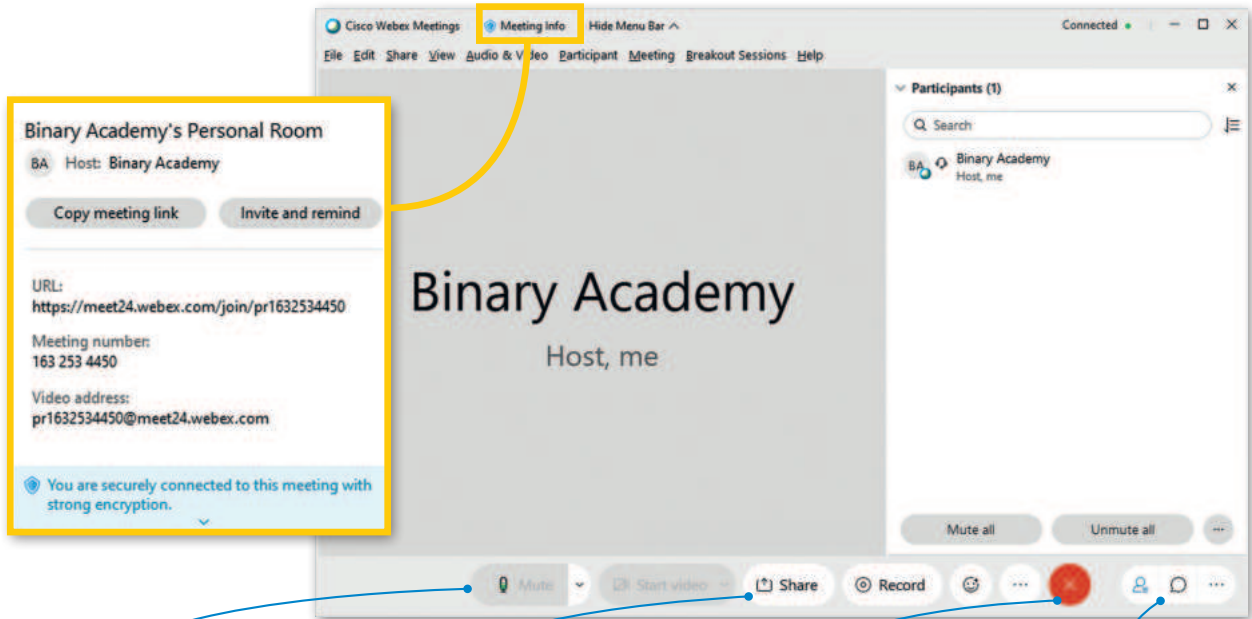 Cisco Webex Meetings Meeting Info Hide Menu Bar Connected
File Edit Share View Audio & Video Participant Meeting Breakout Sessions Help
Binary Academy's Personal Room
BA Host: Binary Academy
Copy meeting link Invite and remind
URL:
https://meet24.webex.com/join/pr1632534450
Meeting number:
163 253 4450
Video address:
pr1632534450@meet24.webex.com
You are securely connected to this meeting with
strong encryption.
Binary Academy
Host, me
Participants (1)
Search
BA Binary Academy
Host, me
Mute all Unmute all ...
Mute Start video Share Record ... ...